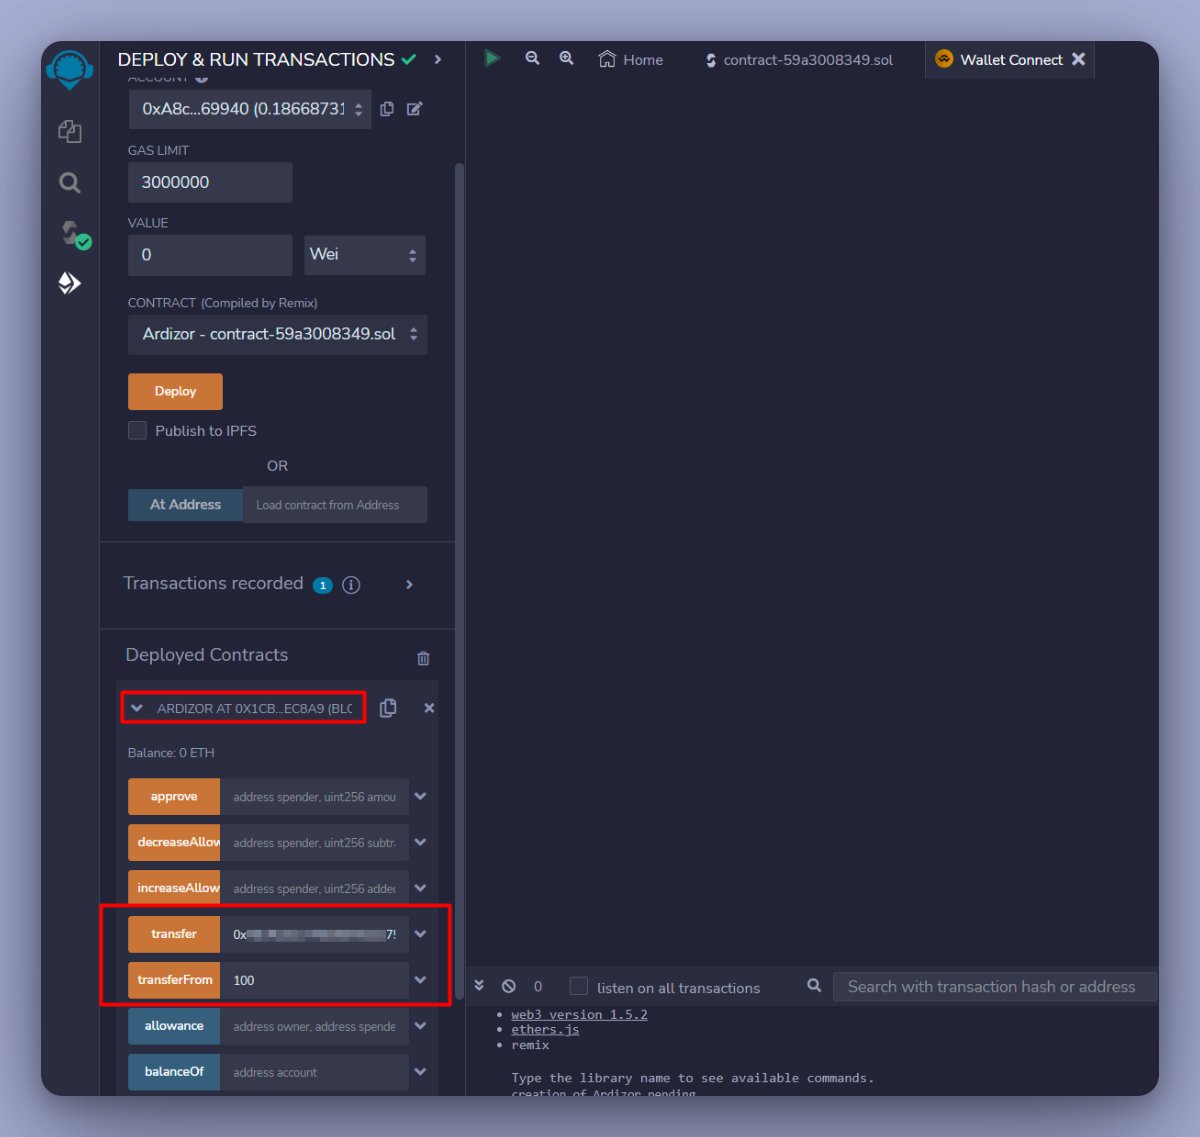 DEPLOY & RUN TRANSACTIONS
Home
contract-59a3008349.sol
Wallet Connect
ACCOUNT
0xA8c...69940 (0.18668731
GAS LIMIT
3000000
VALUE
0
Wei
CONTRACT (Compiled by Remix)
Ardizor - contract-59a3008349.sol
Deploy
Publish to IPFS
OR
At Address
Load contract from Address
Transactions recorded 1 i
Deployed Contracts
ARDIZOR AT 0X1CB...EC8A9 (BLC
Balance: 0 ETH
approve
address spender, uint256 amou
decreaseAllow
address spender, uint256 subtr
increaseAllow
address spender, uint256 added
transfer
0x
transferFrom
100
allowance
address owner, address spende
balanceOf
address account
0
listen on all transactions
Search with transaction hash or address
• web3 version 1.5.2
• ethers.js
• remix
Type the library name to see available commands.
creation of Ardizor pending